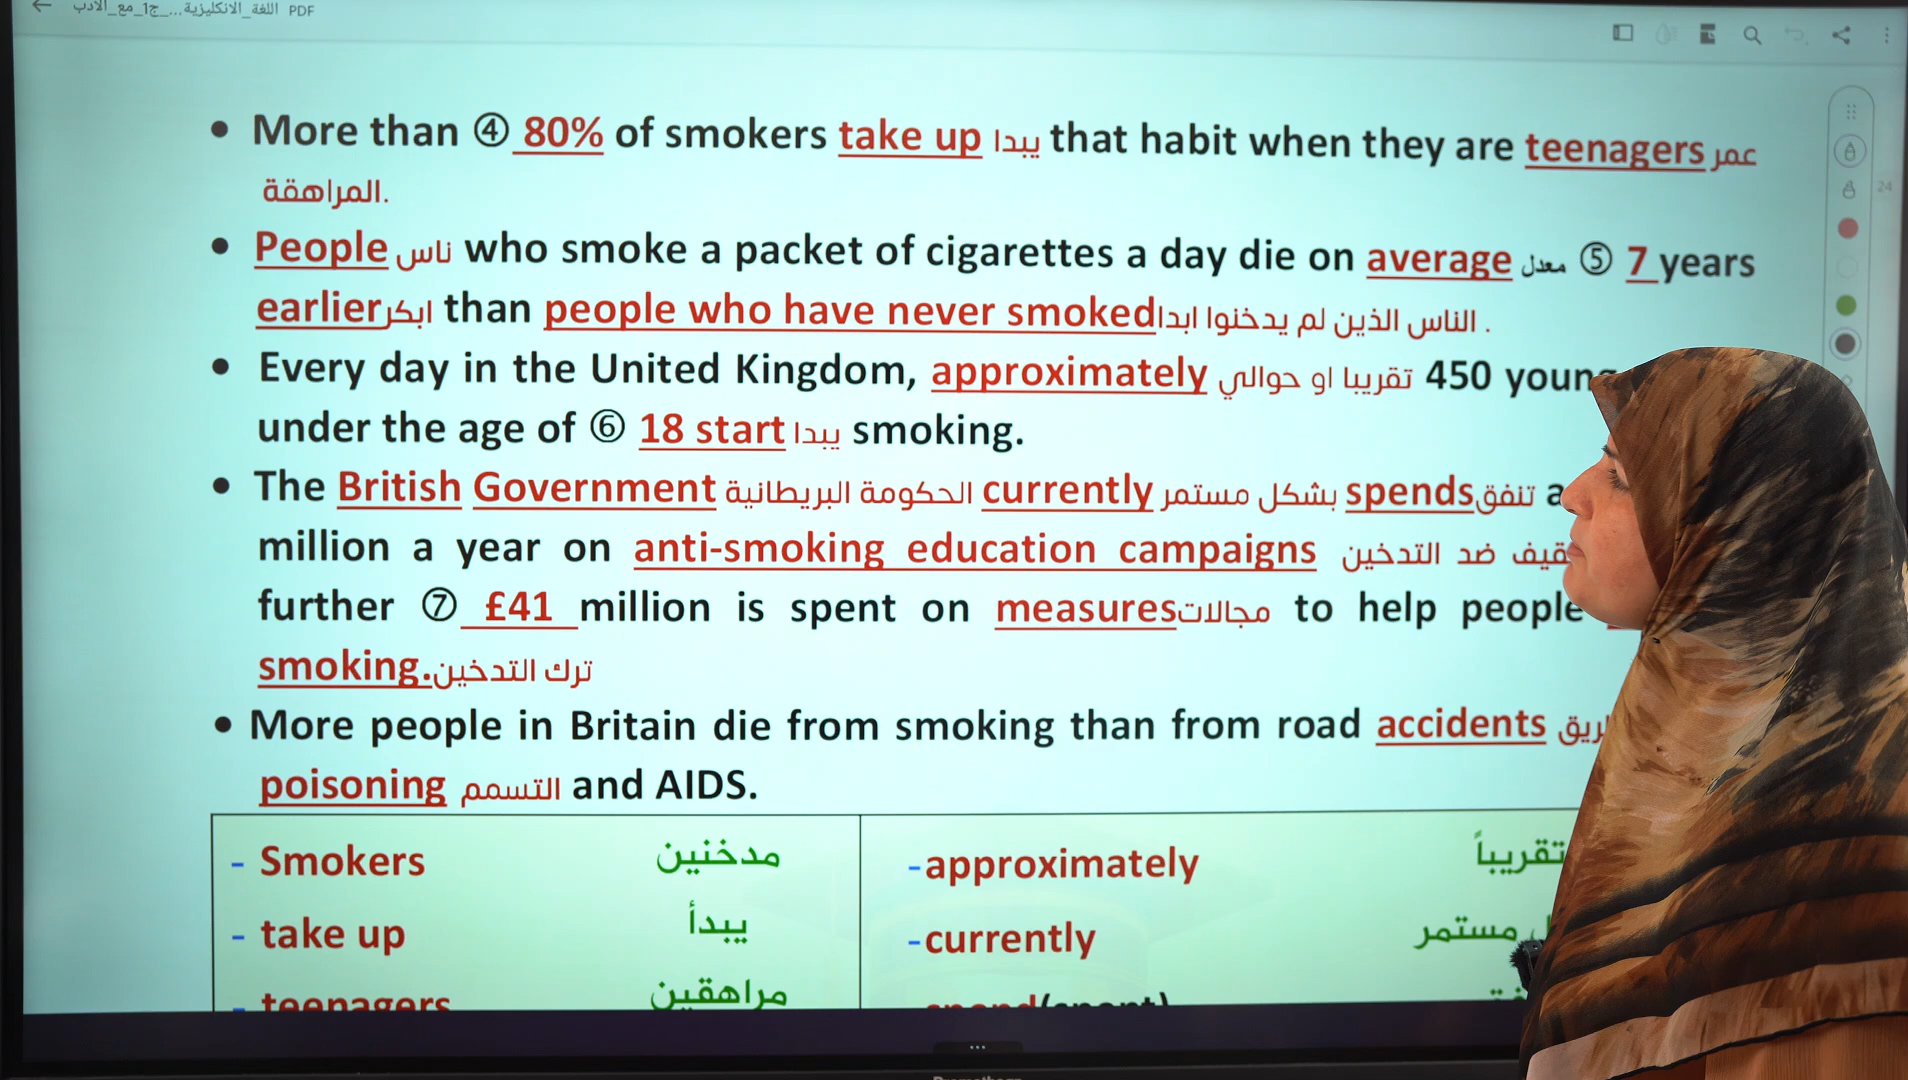 اللغة_الانكليزية..._ج1_مع_الأدب PDF
• More than ④ 80% of smokers take up يبدا that habit when they are teenagers عمر
المراهقة.
• People ناس who smoke a packet of cigarettes a day die on average معدل ⑤ 7 years
earlier ابكر than people who have never smoked الناس الذين لم يدخنوا ابدا .
• Every day in the United Kingdom, approximately تقريبا او حوالي 450
under the age of ⑥ 18 start يبدا smoking.
• The British Government الحكومة البريطانية currently بشكل مستمر spends تنفق
million a year on anti-smoking education campaigns ضد التدخين
further ⑦ £41 million is spent on measures مجالات to help people
smoking. ترك التدخين
• More people in Britain die from smoking than from road accidents
poisoning التسمم and AIDS.
- Smokers مدخنين - approximately تقريباً
- take up يبدأ - currently مستمر
- teenagers مراهقين spend(spent)
24